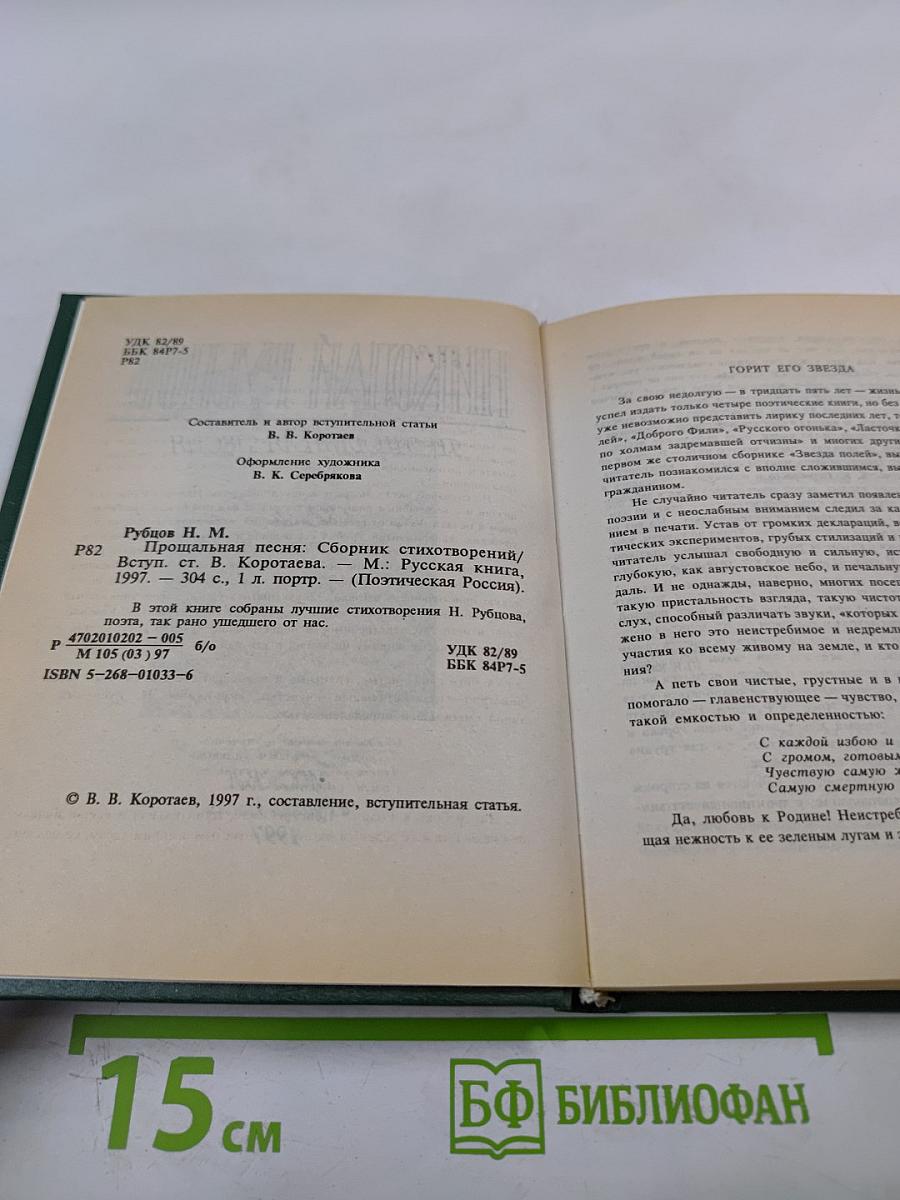 УДК 82/89
ББК 84Р7-5
Р82
Составитель и автор вступительной статьи
В. В. Коротаев
Оформление художника
В. К. Серебрякова
Рубцов Н. М.
Р82 Прощальная песня: Сборник стихотворений/
Вступ. ст. В. Коротаева. — М.: Русская книга,
1997. — 304 с., 1 л. портр. — (Поэтическая Россия).
В этой книге собраны лучшие стихотворения Н. Рубцова,
поэта, так рано ушедшего от нас.
Р 4702010202 — 005 б/о
М 105 (03 ) 97
УДК 82/89
ББК 84Р7-5
ISBN 5-268-01033-6
© В. В. Коротаев, 1997 г., составление, вступительная статья.
ГОРИТ ЕГО ЗВЕЗДА
За свою недолгую — в тридцать пять лет — жизнь
успел издать только четыре поэтические книги, но без
уже невозможно представить лирику последних лет, т
лей», «Доброго Фили», «Русского огонька», «Ласточк
по холмам задремавшей отчизны» и многих други
первом же столичном сборнике «Звезда полей», вы
читатель познакомился с вполне сложившимся, вы
гражданином.
Не случайно читатель сразу заметил появлен
поэзии и с неослабным вниманием следил за ка
нием в печати. Устав от громких деклараций, в
тических экспериментов, грубых стилизаций и
читатель услышал свободную и сильную, ис
глубокую, как августовское небо, и печальну
даль. И не однажды, наверно, многих посе
такую пристальность взгляда, такую чистот
слух, способный различать звуки, «которых
жено в него это неистребимое и недремл
участия ко всему живому на земле, и кто
ния?
А петь свои чистые, грустные и в
помогало — главенствующее — чувство,
такой емкостью и определенностью:
С каждой избою и
С громом, готовым
Чувствую самую ж
Самую смертную
Да, любовь к Родине! Неистреб
щая нежность к ее зеленым лугам и
15 см
БФ БИБЛИОФАН